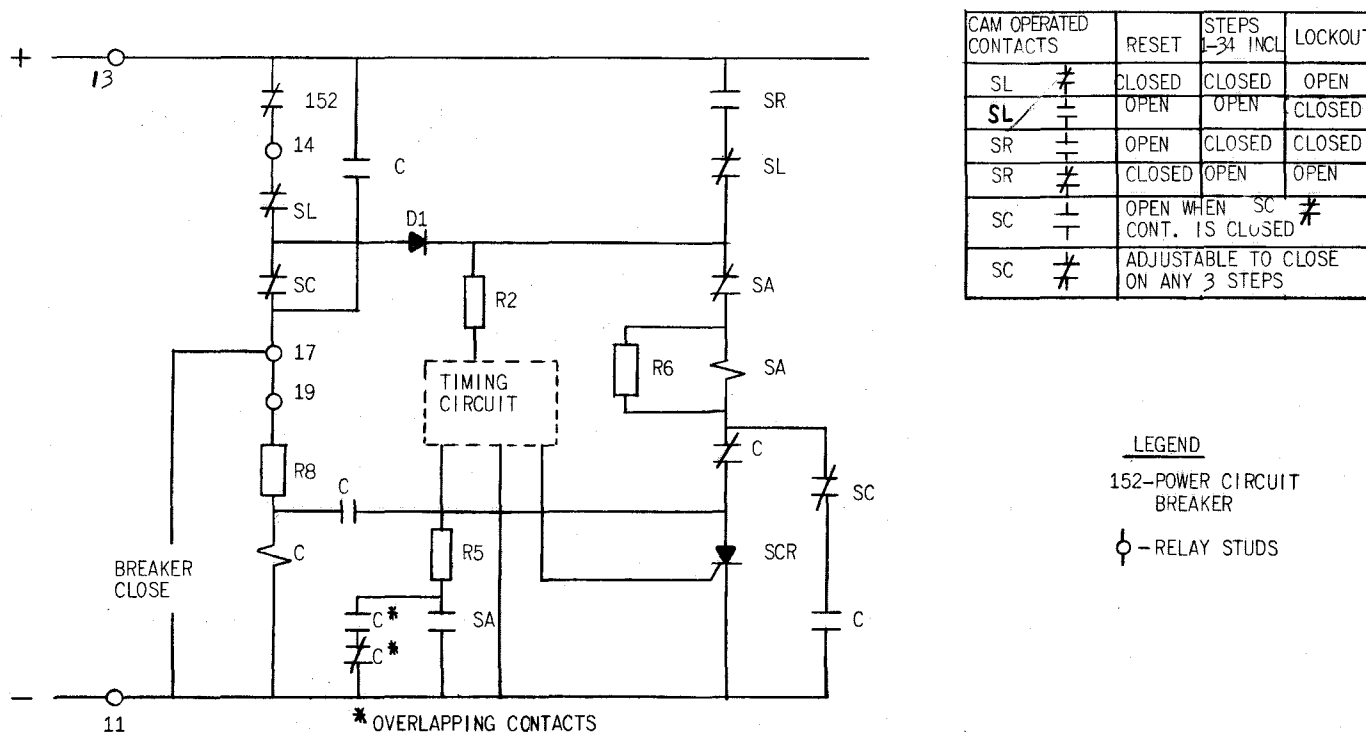 +
13
152
14
C
SL
D1
SR
SL
SC
R2
SA
17
19
TIMING
CIRCUIT
R6
SA
C
SC
R8
C
C
BREAKER
CLOSE
R5
SCR
C*
SA
C*
C
-
11
* OVERLAPPING CONTACTS
CAM OPERATED
CONTACTS
RESET
STEPS
1-34 INCL
LOCKOUT
SL CLOSED CLOSED OPEN
SL OPEN OPEN CLOSED
SR OPEN CLOSED CLOSED
SR CLOSED OPEN OPEN
SC OPEN WHEN SC
CONT. IS CLOSED
SC ADJUSTABLE TO CLOSE
ON ANY 3 STEPS
LEGEND
152-POWER CIRCUIT
BREAKER
-RELAY STUDS